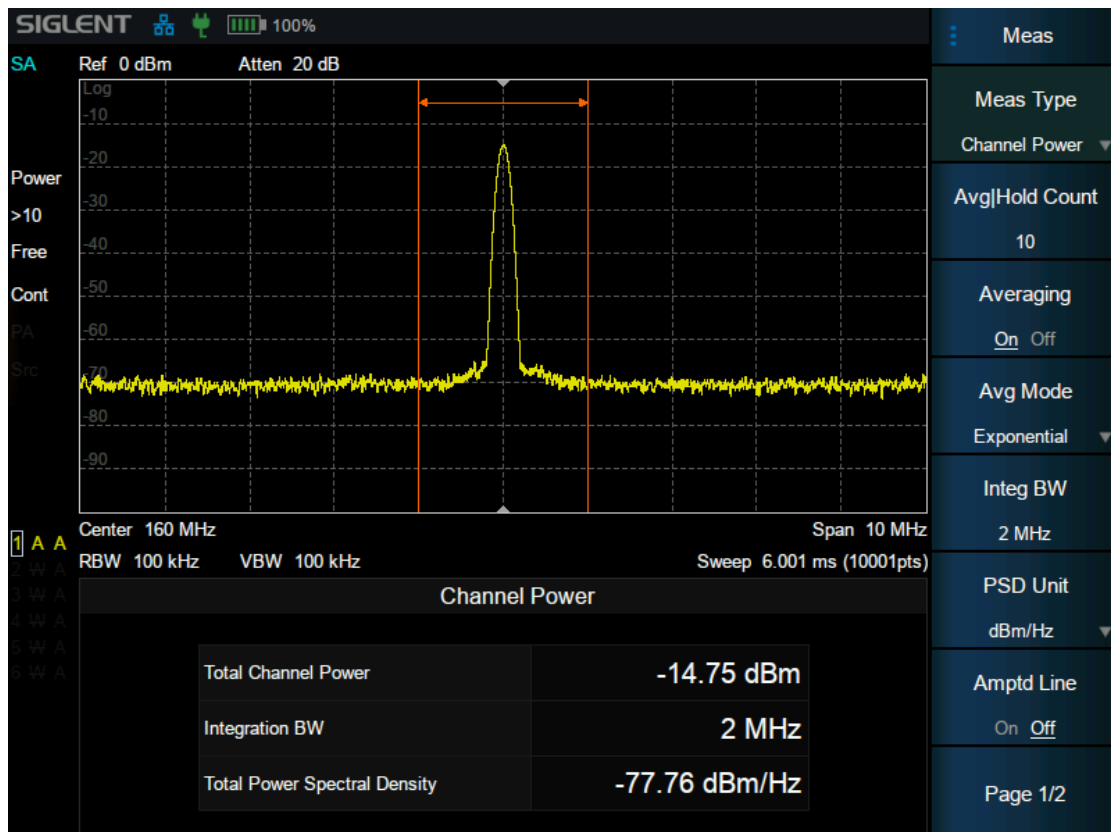 SIGLENT 100%
Meas
SA Ref 0 dBm Atten 20 dB
Log
-10
-20
-30
-40
-50
-60
-70
-80
-90
Power
>10
Free
Cont
PA
Src
Center 160 MHz Span 10 MHz
RBW 100 kHz VBW 100 kHz Sweep 6.001 ms (10001pts)
1 A A
2 W A
3 W A
4 W A
5 W A
6 W A
Channel Power
Total Channel Power -14.75 dBm
Integration BW 2 MHz
Total Power Spectral Density -77.76 dBm/Hz
Meas Type
Channel Power
Avg|Hold Count
10
Averaging
On Off
Avg Mode
Exponential
Integ BW
2 MHz
PSD Unit
dBm/Hz
Amptd Line
On Off
Page 1/2